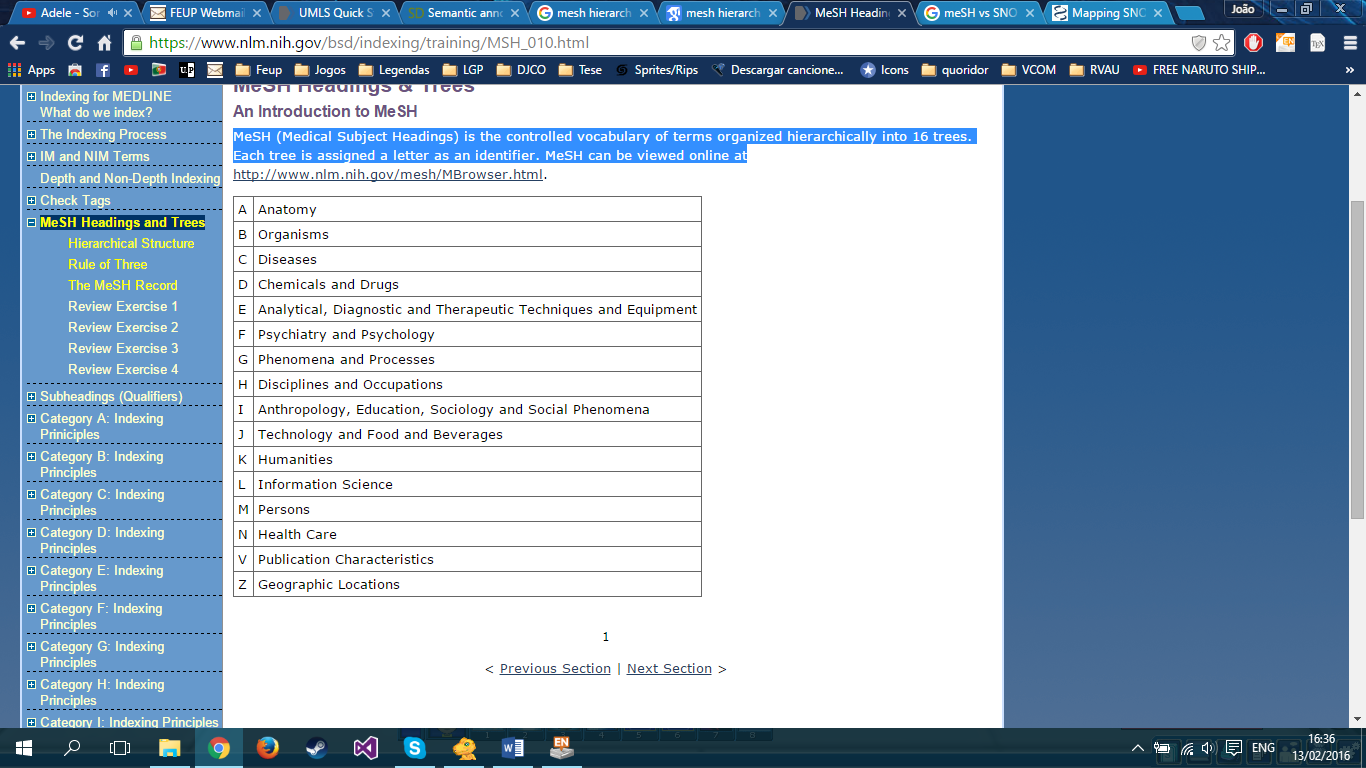 Adele - Sor
FEUP Webmai
UMLS Quick S
Semantic anno
mesh hierarch
mesh hierarch
MeSH Headin
meSH vs SNO
Mapping SNC
João
https://www.nlm.nih.gov/bsd/indexing/training/MSH_010.html
Apps
Feup
Jogos
Legendas
LGP
DJCO
Tese
Sprites/Rips
Descargar cancione...
Icons
quoridor
VCOM
RVAU
FREE NARUTO SHIP...
»
Indexing for MEDLINE
What do we index?
The Indexing Process
IM and NIM Terms
Depth and Non-Depth Indexing
Check Tags
MeSH Headings and Trees
Hierarchical Structure
Rule of Three
The MeSH Record
Review Exercise 1
Review Exercise 2
Review Exercise 3
Review Exercise 4
Subheadings (Qualifiers)
Category A: Indexing
Priniciples
Category B: Indexing
Principles
Category C: Indexing
Principles
Category D: Indexing
Principles
Category E: Indexing
Principles
Category F: Indexing
Principles
Category G: Indexing
Principles
Category H: Indexing
Principles
Category I: Indexing Principles
MeSH Headings & Trees
An Introduction to MeSH
MeSH (Medical Subject Headings) is the controlled vocabulary of terms organized hierarchically into 16 trees.
Each tree is assigned a letter as an identifier. MeSH can be viewed online at
http://www.nlm.nih.gov/mesh/MBrowser.html.
A Anatomy
B Organisms
C Diseases
D Chemicals and Drugs
E Analytical, Diagnostic and Therapeutic Techniques and Equipment
F Psychiatry and Psychology
G Phenomena and Processes
H Disciplines and Occupations
I Anthropology, Education, Sociology and Social Phenomena
J Technology and Food and Beverages
K Humanities
L Information Science
M Persons
N Health Care
V Publication Characteristics
Z Geographic Locations
1
< Previous Section | Next Section >
EN
ENG
16:36
13/02/2016